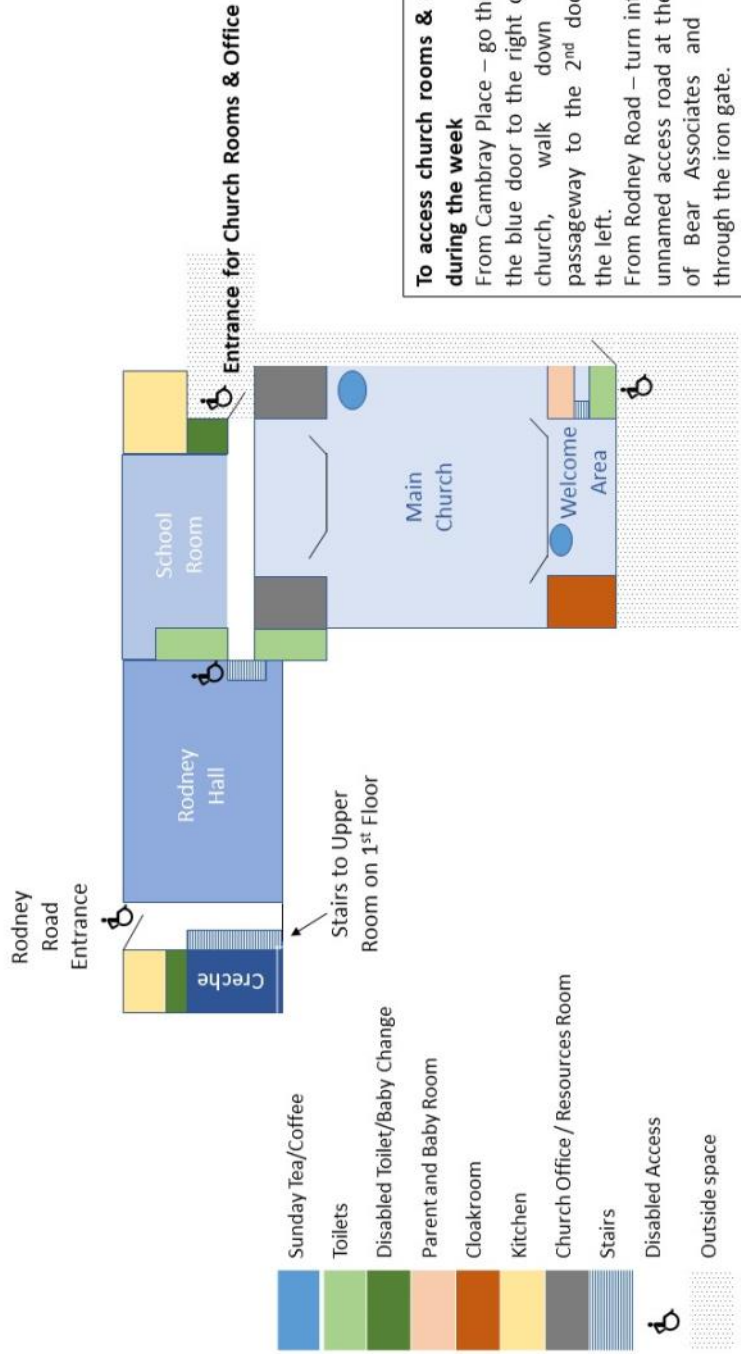 Rodney
Road
Entrance
Creche
Rodney
Hall
School
Room
Entrance for Church Rooms & Office
Stairs to Upper
Room on 1st Floor
Main
Church
Welcome
Area
Sunday Tea/Coffee
Toilets
Disabled Toilet/Baby Change
Parent and Baby Room
Cloakroom
Kitchen
Church Office / Resources Room
Stairs
Disabled Access
Outside space
To access church rooms &
during the week
From Cambray Place – go
the blue door to the right
church, walk down
passageway to the 2nd
the left.
From Rodney Road – turn
unnamed access road at the
of Bear Associates and
through the iron gate.